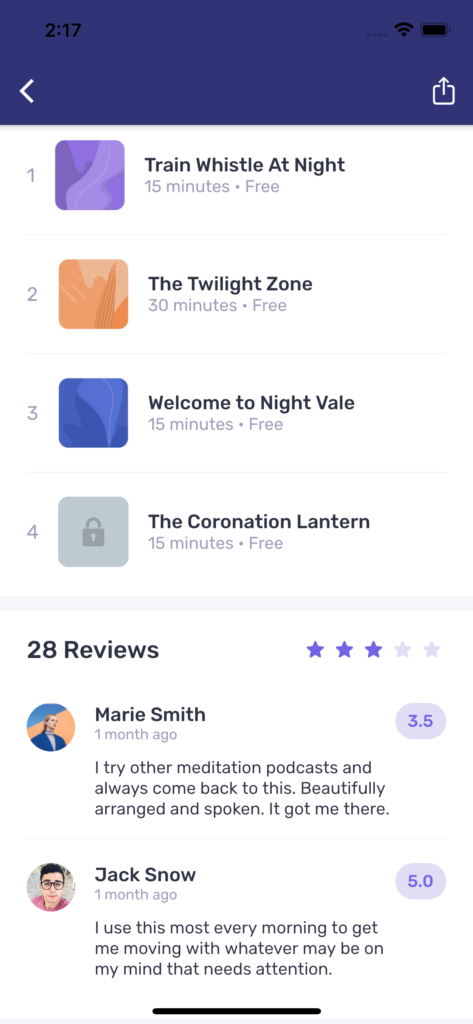 2:17
1
Train Whistle At Night
15 minutes • Free
2
The Twilight Zone
30 minutes • Free
3
Welcome to Night Vale
15 minutes • Free
4
The Coronation Lantern
15 minutes • Free
28 Reviews
Marie Smith
3.5
1 month ago
I try other meditation podcasts and
always come back to this. Beautifully
arranged and spoken. It got me there.
Jack Snow
5.0
1 month ago
I use this most every morning to get
me moving with whatever may be on
my mind that needs attention.